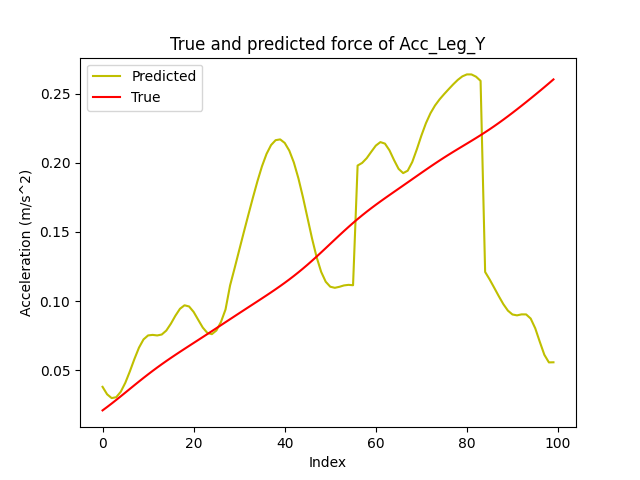 True and predicted force of Acc_Leg_Y
Predicted
True
0.25
0.20
0.15
0.10
0.05
Acceleration (m/s^2)
0 20 40 60 80 100
Index